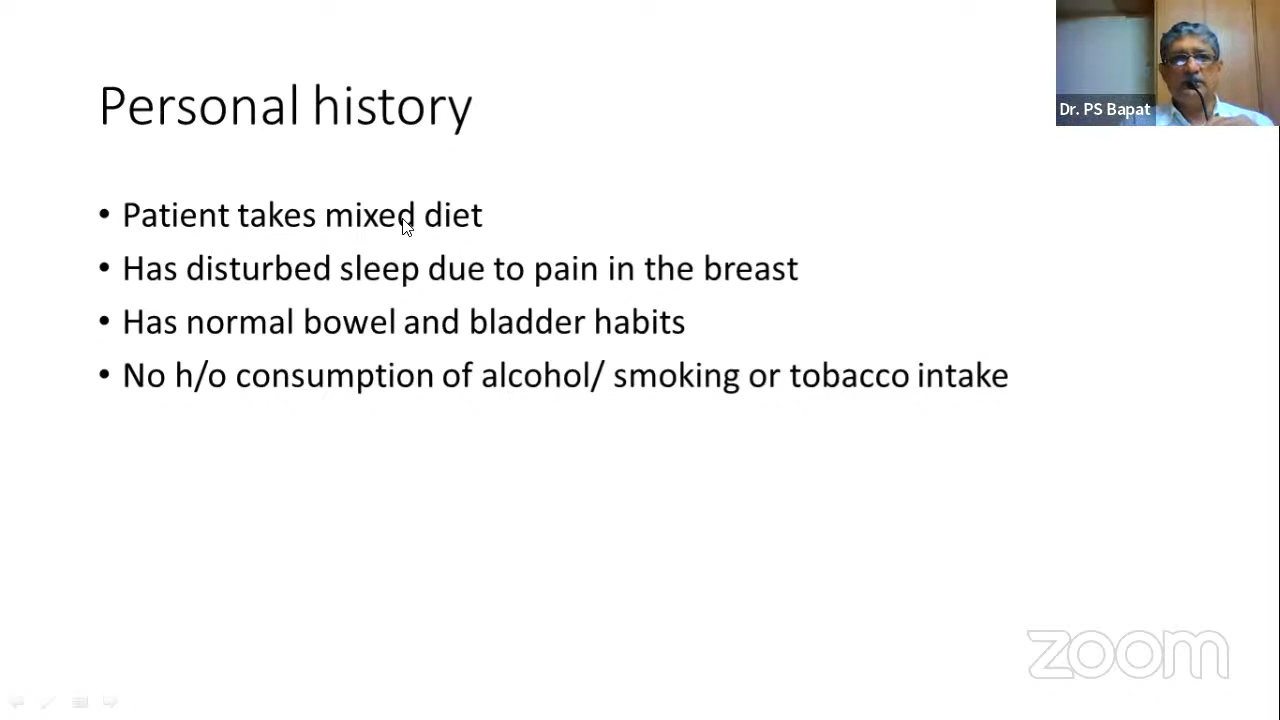 Personal history
Dr. PS Bapat
• Patient takes mixed diet
• Has disturbed sleep due to pain in the breast
• Has normal bowel and bladder habits
• No h/o consumption of alcohol/ smoking or tobacco intake
zoom